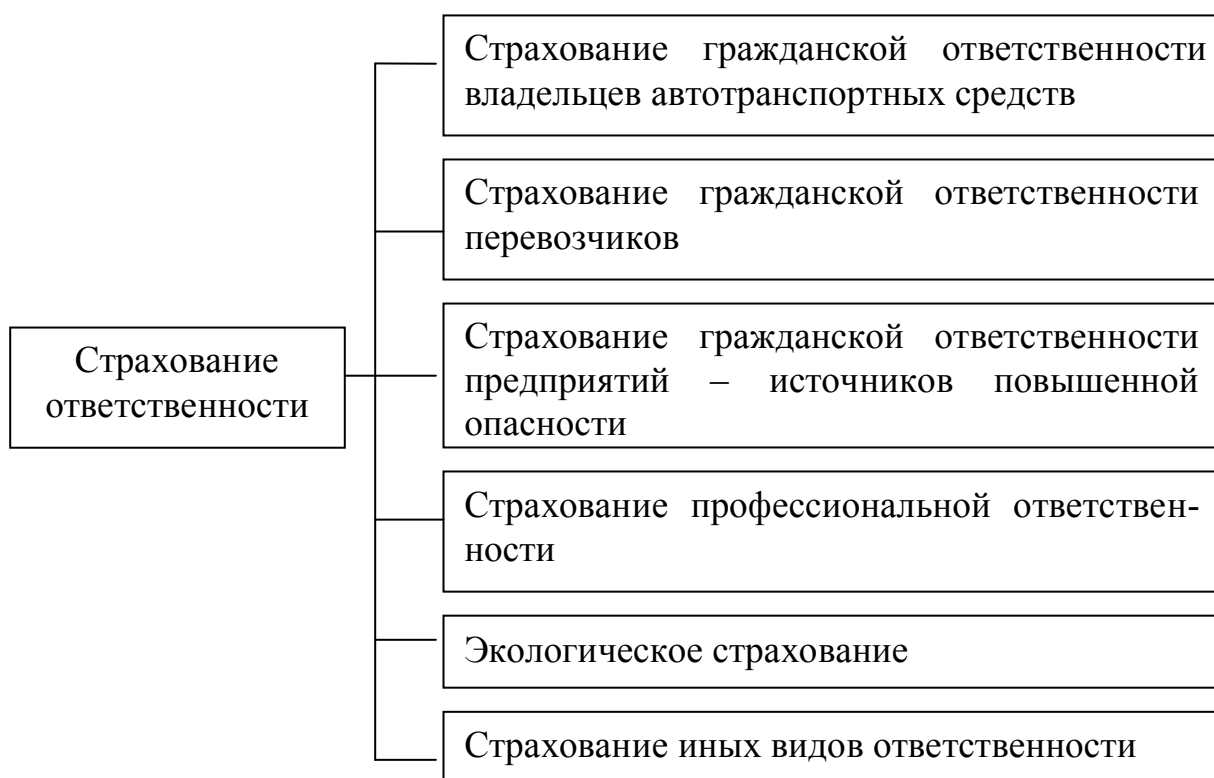 Страхование гражданской ответственности
владельцев автотранспортных средств
Страхование гражданской ответственности
перевозчиков
Страхование
ответственности
Страхование гражданской ответственности
предприятий – источников повышенной
опасности
Страхование профессиональной ответствен-
ности
Экологическое страхование
Страхование иных видов ответственности